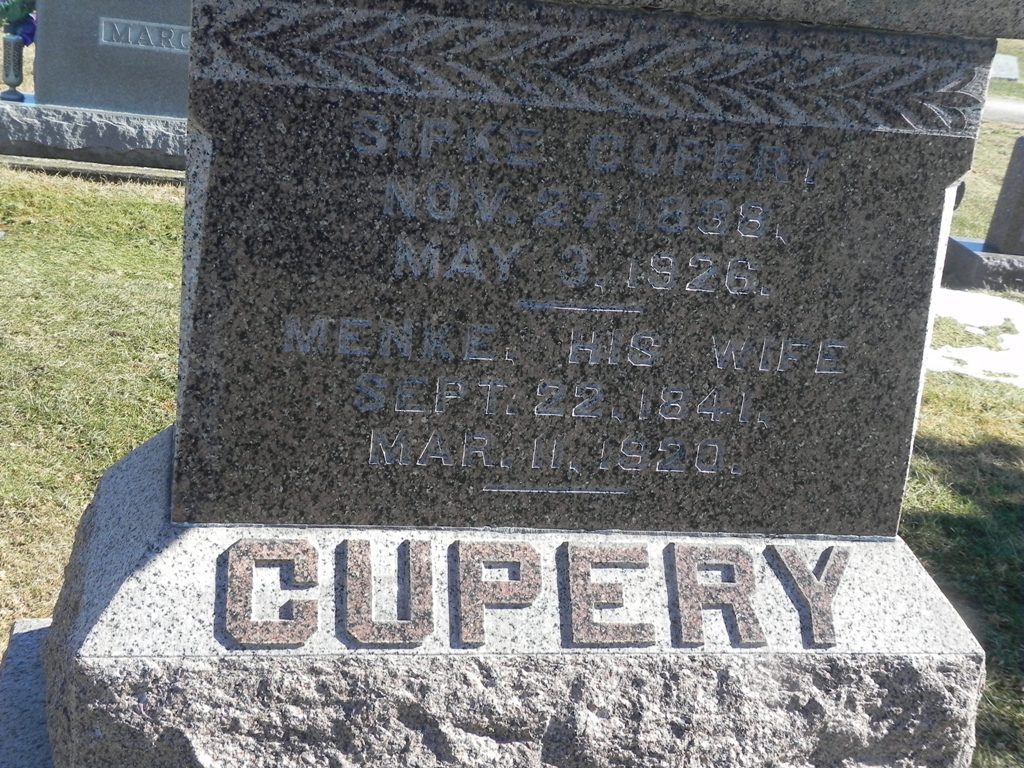 SIPKE CUPERY
NOV. 27, 1838.
MAY 3, 1926.
MENKE, HIS WIFE
SEPT. 22, 1841.
MAR. 11, 1920.
CUPERY